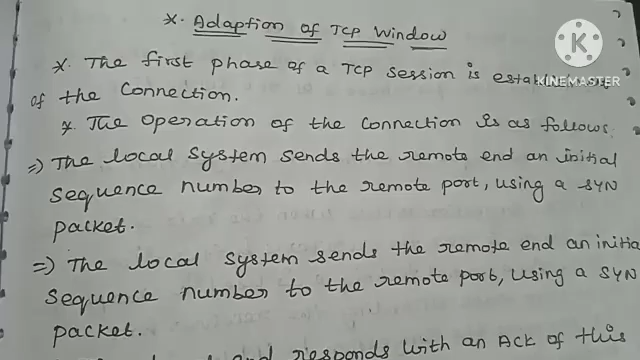 * Adaption of TCP Window
* The first phase of a TCP session is
of the Connection.
* The Operation of the Connection is as follows.
=> The local system sends the remote end an initial
sequence number to the remote port, using a SYN
packet.
=> The local system sends the remote end an initia
sequence number to the remote port, using a SYN
packet.
responds with an Ack of this
K
KINEMASTER